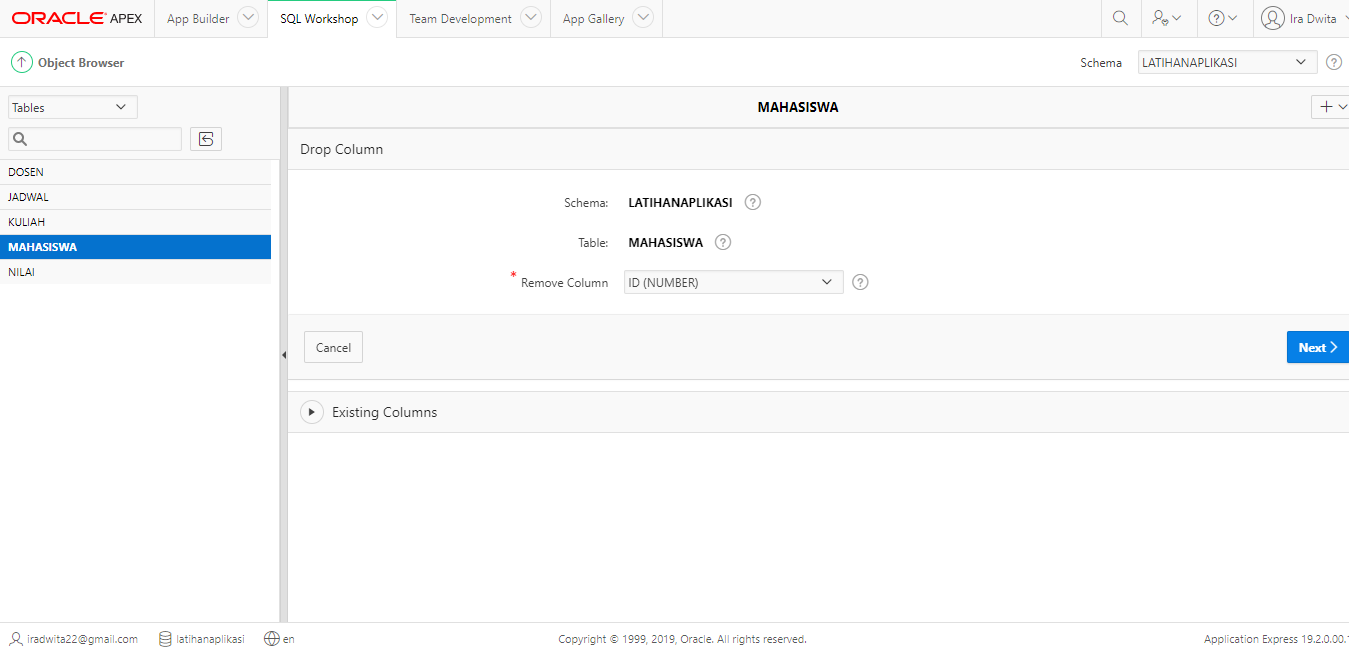 ORACLE APEX App Builder SQL Workshop Team Development App Gallery Ira Dwita
Object Browser Schema LATIHANAPLIKASI
Tables
MAHASISWA
DOSEN
JADWAL
KULIAH
MAHASISWA
NILAI
Drop Column
Schema: LATIHANAPLIKASI
Table: MAHASISWA
* Remove Column ID (NUMBER)
Cancel Next
Existing Columns
iradwita22@gmail.com latihanaplikasi en Copyright © 1999, 2019, Oracle. All rights reserved. Application Express 19.2.0.00.1